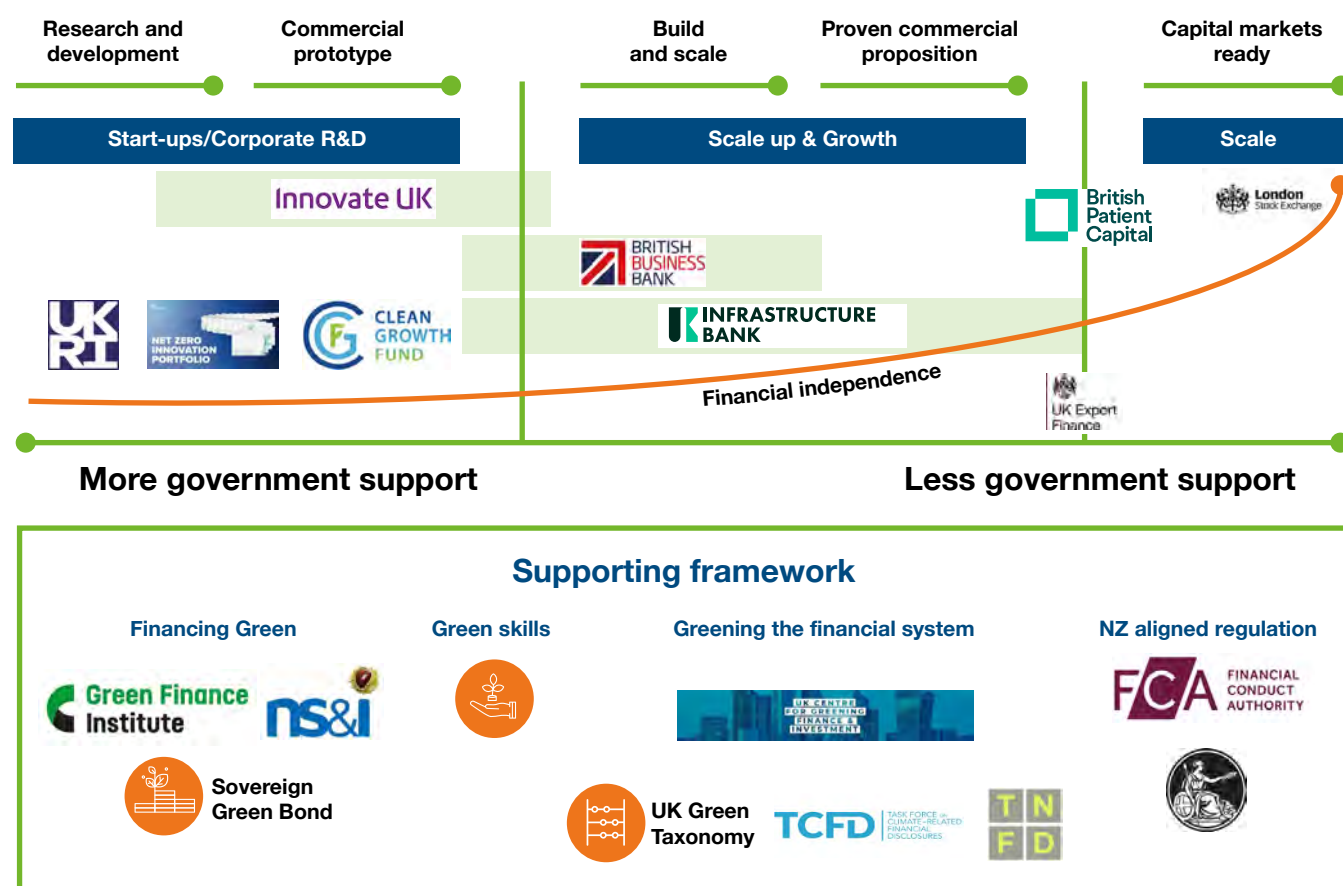 Research and
development
Commercial
prototype
Build
and scale
Proven commercial
proposition
Capital markets
ready
Start-ups/Corporate R&D
Scale up & Growth
Scale
Innovate UK
British
Patient
Capital
London
Stock Exchange
BRITISH
BUSINESS
BANK
UK
RI
NET ZERO
INNOVATION
PORTFOLIO
CGF
CLEAN
GROWTH
FUND
UK INFRASTRUCTURE
BANK
Financial independence
UK Export
Finance
More government support
Less government support
Supporting framework
Financing Green
Green skills
Greening the financial system
NZ aligned regulation
Green Finance
Institute
ns&i
UK CENTRE
FOR GREENING
FINANCE &
INVESTMENT
FCA
FINANCIAL
CONDUCT
AUTHORITY
Sovereign
Green Bond
UK Green
Taxonomy
TCFD
TASK FORCE on
CLIMATE-RELATED
FINANCIAL
DISCLOSURES
TN
FD